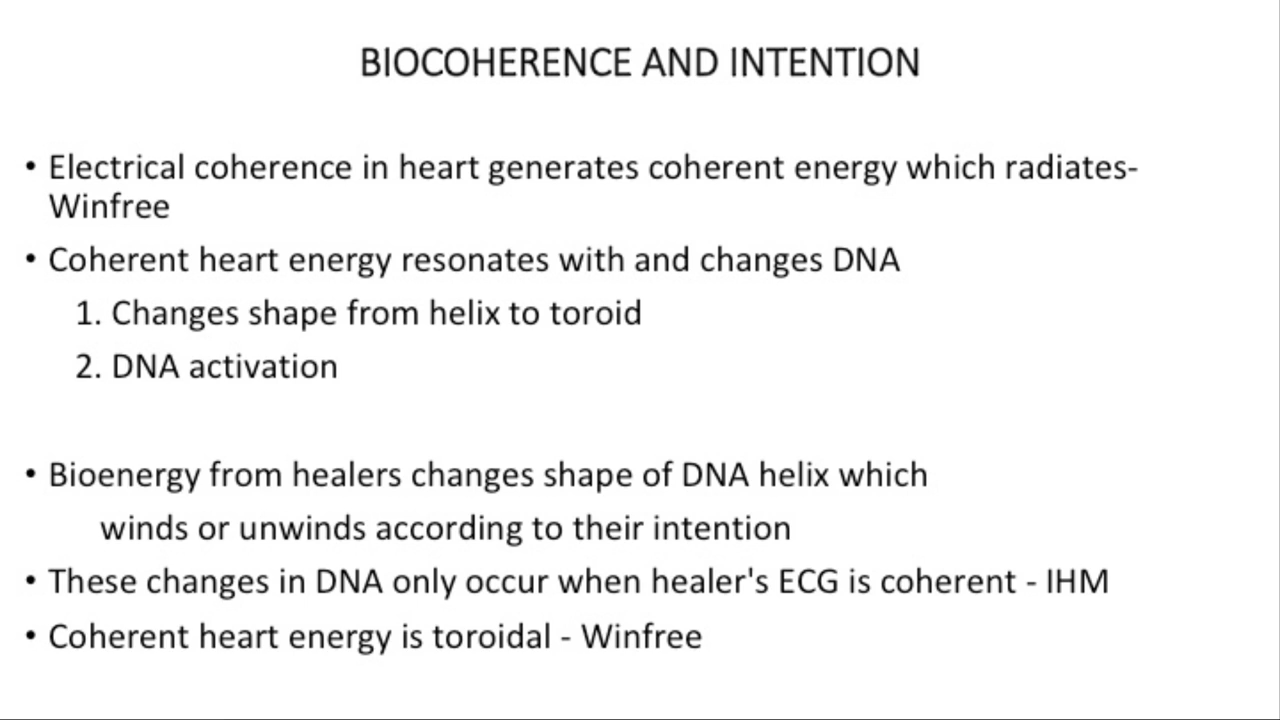 BIOCOHERENCE AND INTENTION
• Electrical coherence in heart generates coherent energy which radiates-
Winfree
• Coherent heart energy resonates with and changes DNA
1. Changes shape from helix to toroid
2. DNA activation
• Bioenergy from healers changes shape of DNA helix which
winds or unwinds according to their intention
• These changes in DNA only occur when healer's ECG is coherent - IHM
• Coherent heart energy is toroidal - Winfree